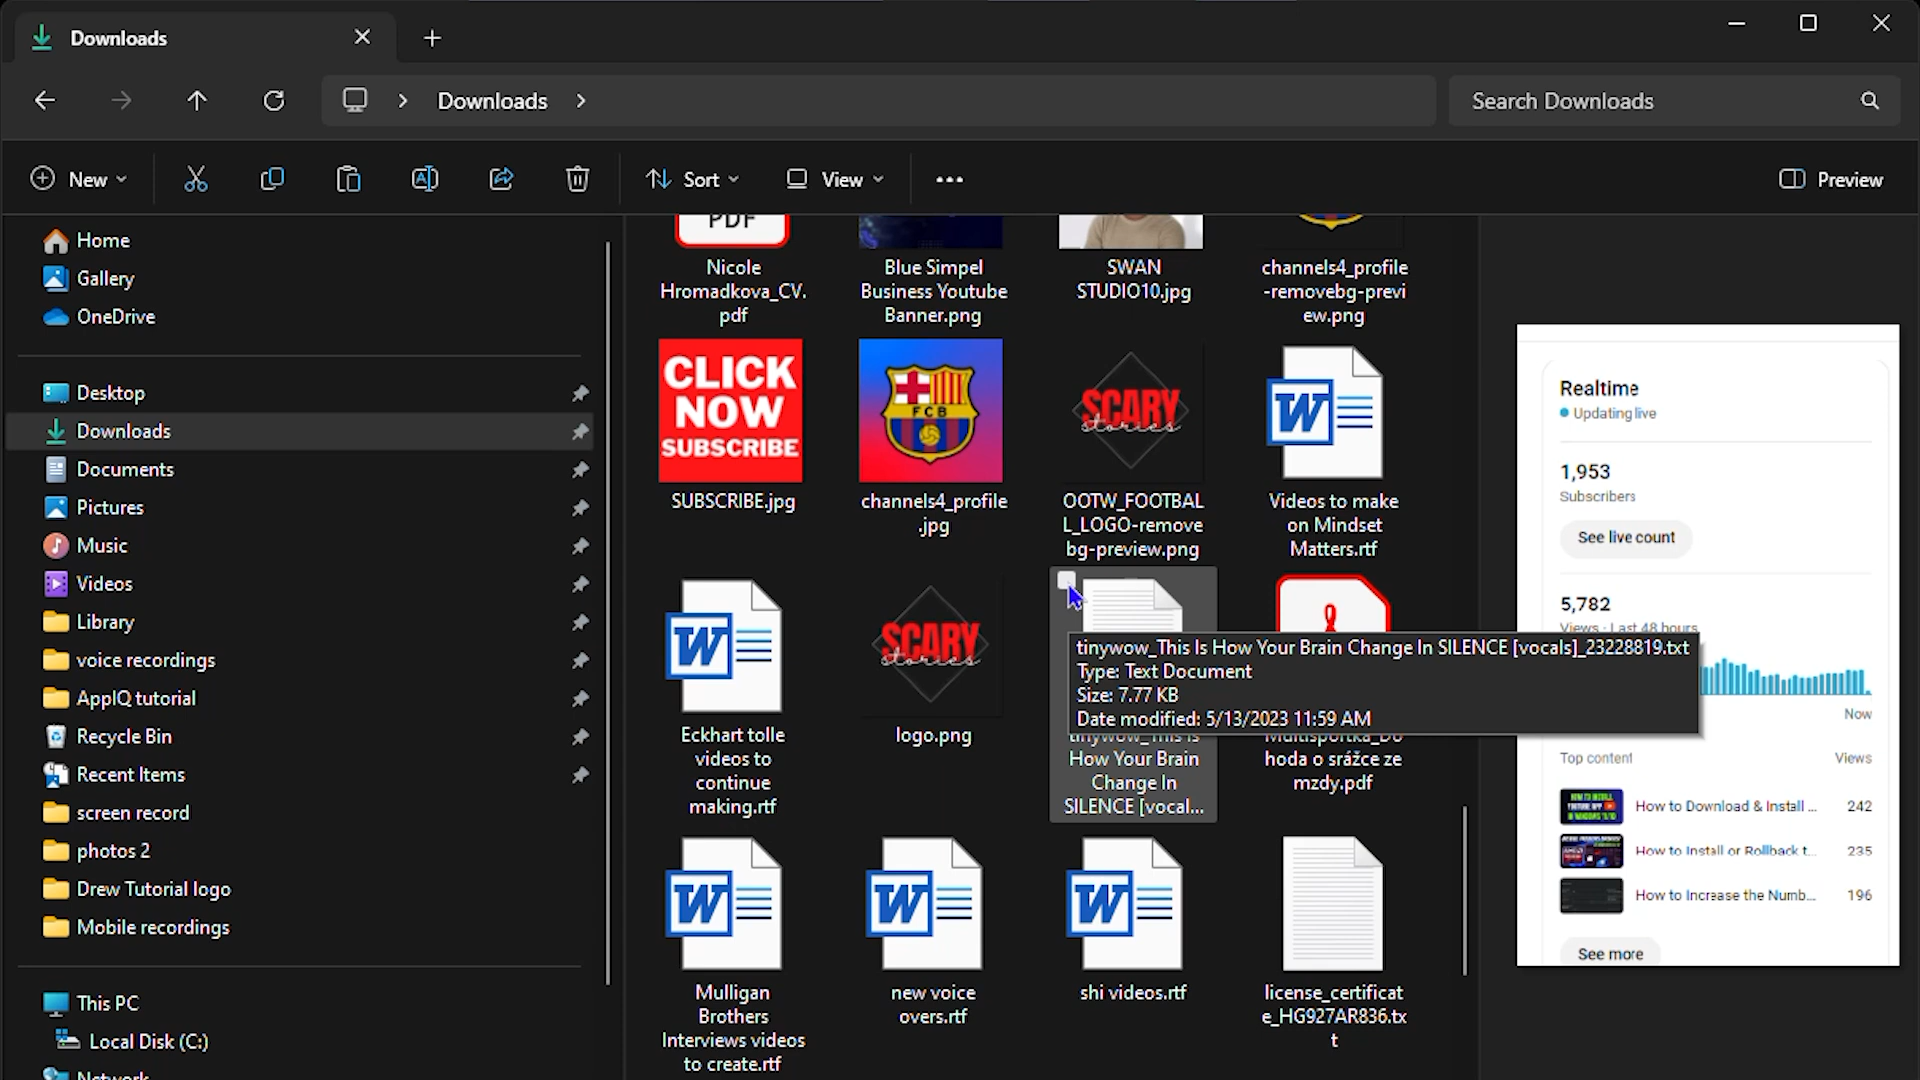 Downloads
Downloads
Search Downloads
New
Sort
View
Preview
Home
Gallery
OneDrive
Desktop
Downloads
Documents
Pictures
Music
Videos
Library
voice recordings
AppIQ tutorial
Recycle Bin
Recent Items
screen record
photos 2
Drew Tutorial logo
Mobile recordings
This PC
Local Disk (C:)
Network
PDF
Nicole
Hromadkova_CV.
pdf
Blue Simpel
Business Youtube
Banner.png
SWAN
STUDIO10.jpg
channels4_profile
-removebg-previ
ew.png
CLICK
NOW
SUBSCRIBE
SUBSCRIBE.jpg
FCB
channels4_profile
.jpg
SCARY
stories
OOTW_FOOTBAL
L_LOGO-remove
bg-preview.png
W
Videos to make
on Mindset
Matters.rtf
W
Eckhart tolle
videos to
continue
making.rtf
SCARY
stories
logo.png
tinywow_This Is How Your Brain Change In SILENCE [vocals]_23228819.txt
Type: Text Document
Size: 7.77 KB
Date modified: 5/13/2023 11:59 AM
tinywow_This Is
How Your Brain
Change In
SILENCE [vocal...
Multisportka_Do
hoda o srážce ze
mzdy.pdf
W
Mulligan
Brothers
Interviews videos
to create.rtf
W
new voice
overs.rtf
W
shi videos.rtf
license_certificat
e_HG927AR836.tx
t
Realtime
Updating live
1,953
Subscribers
See live count
5,782
Views · Last 48 hours
Now
Top content
Views
How to Download & Install ...
242
How to Install or Rollback t...
235
How to Increase the Numb...
196
See more